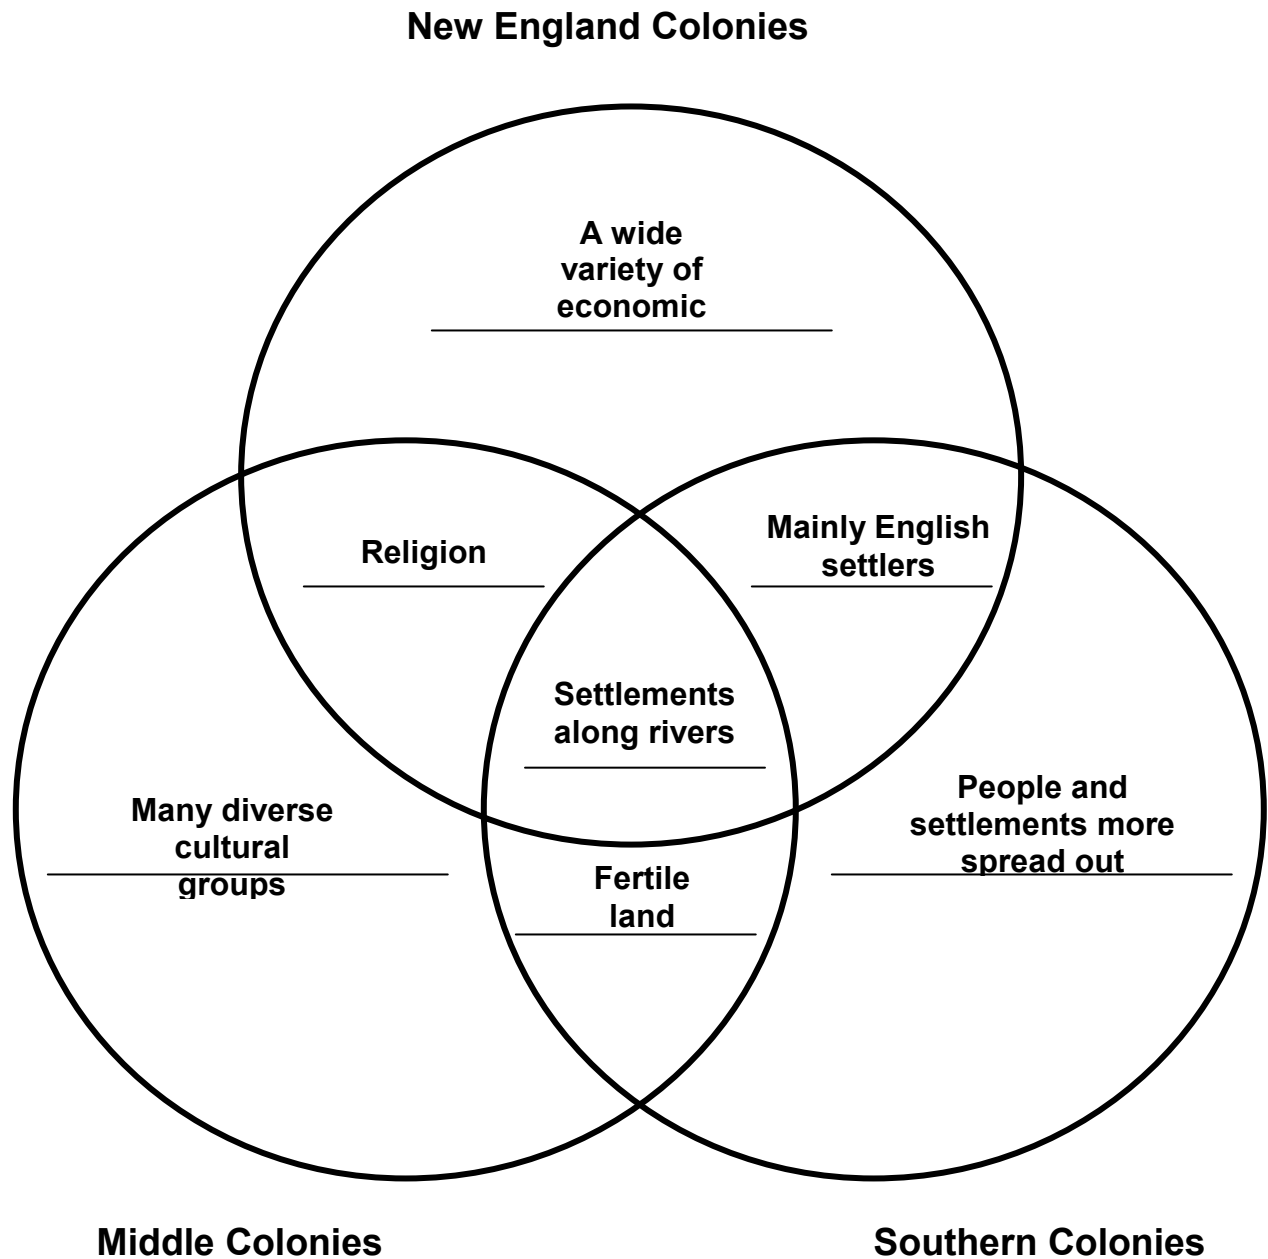 New England Colonies
A wide
variety of
economic
Religion
Mainly English
settlers
Settlements
along rivers
Many diverse
cultural
groups
People and
settlements more
spread out
Fertile
land
Middle Colonies
Southern Colonies